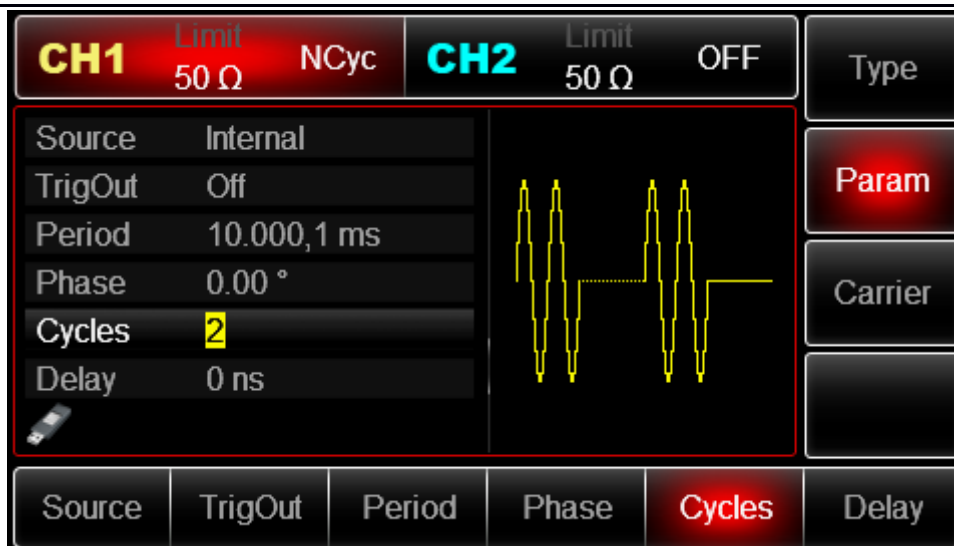 CH1 Limit 50 Ω NCyc CH2 Limit 50 Ω OFF
Type
Source Internal
TrigOut Off
Param
Period 10.000,1 ms
Phase 0.00 °
Carrier
Cycles 2
Delay 0 ns
Source TrigOut Period Phase Cycles Delay